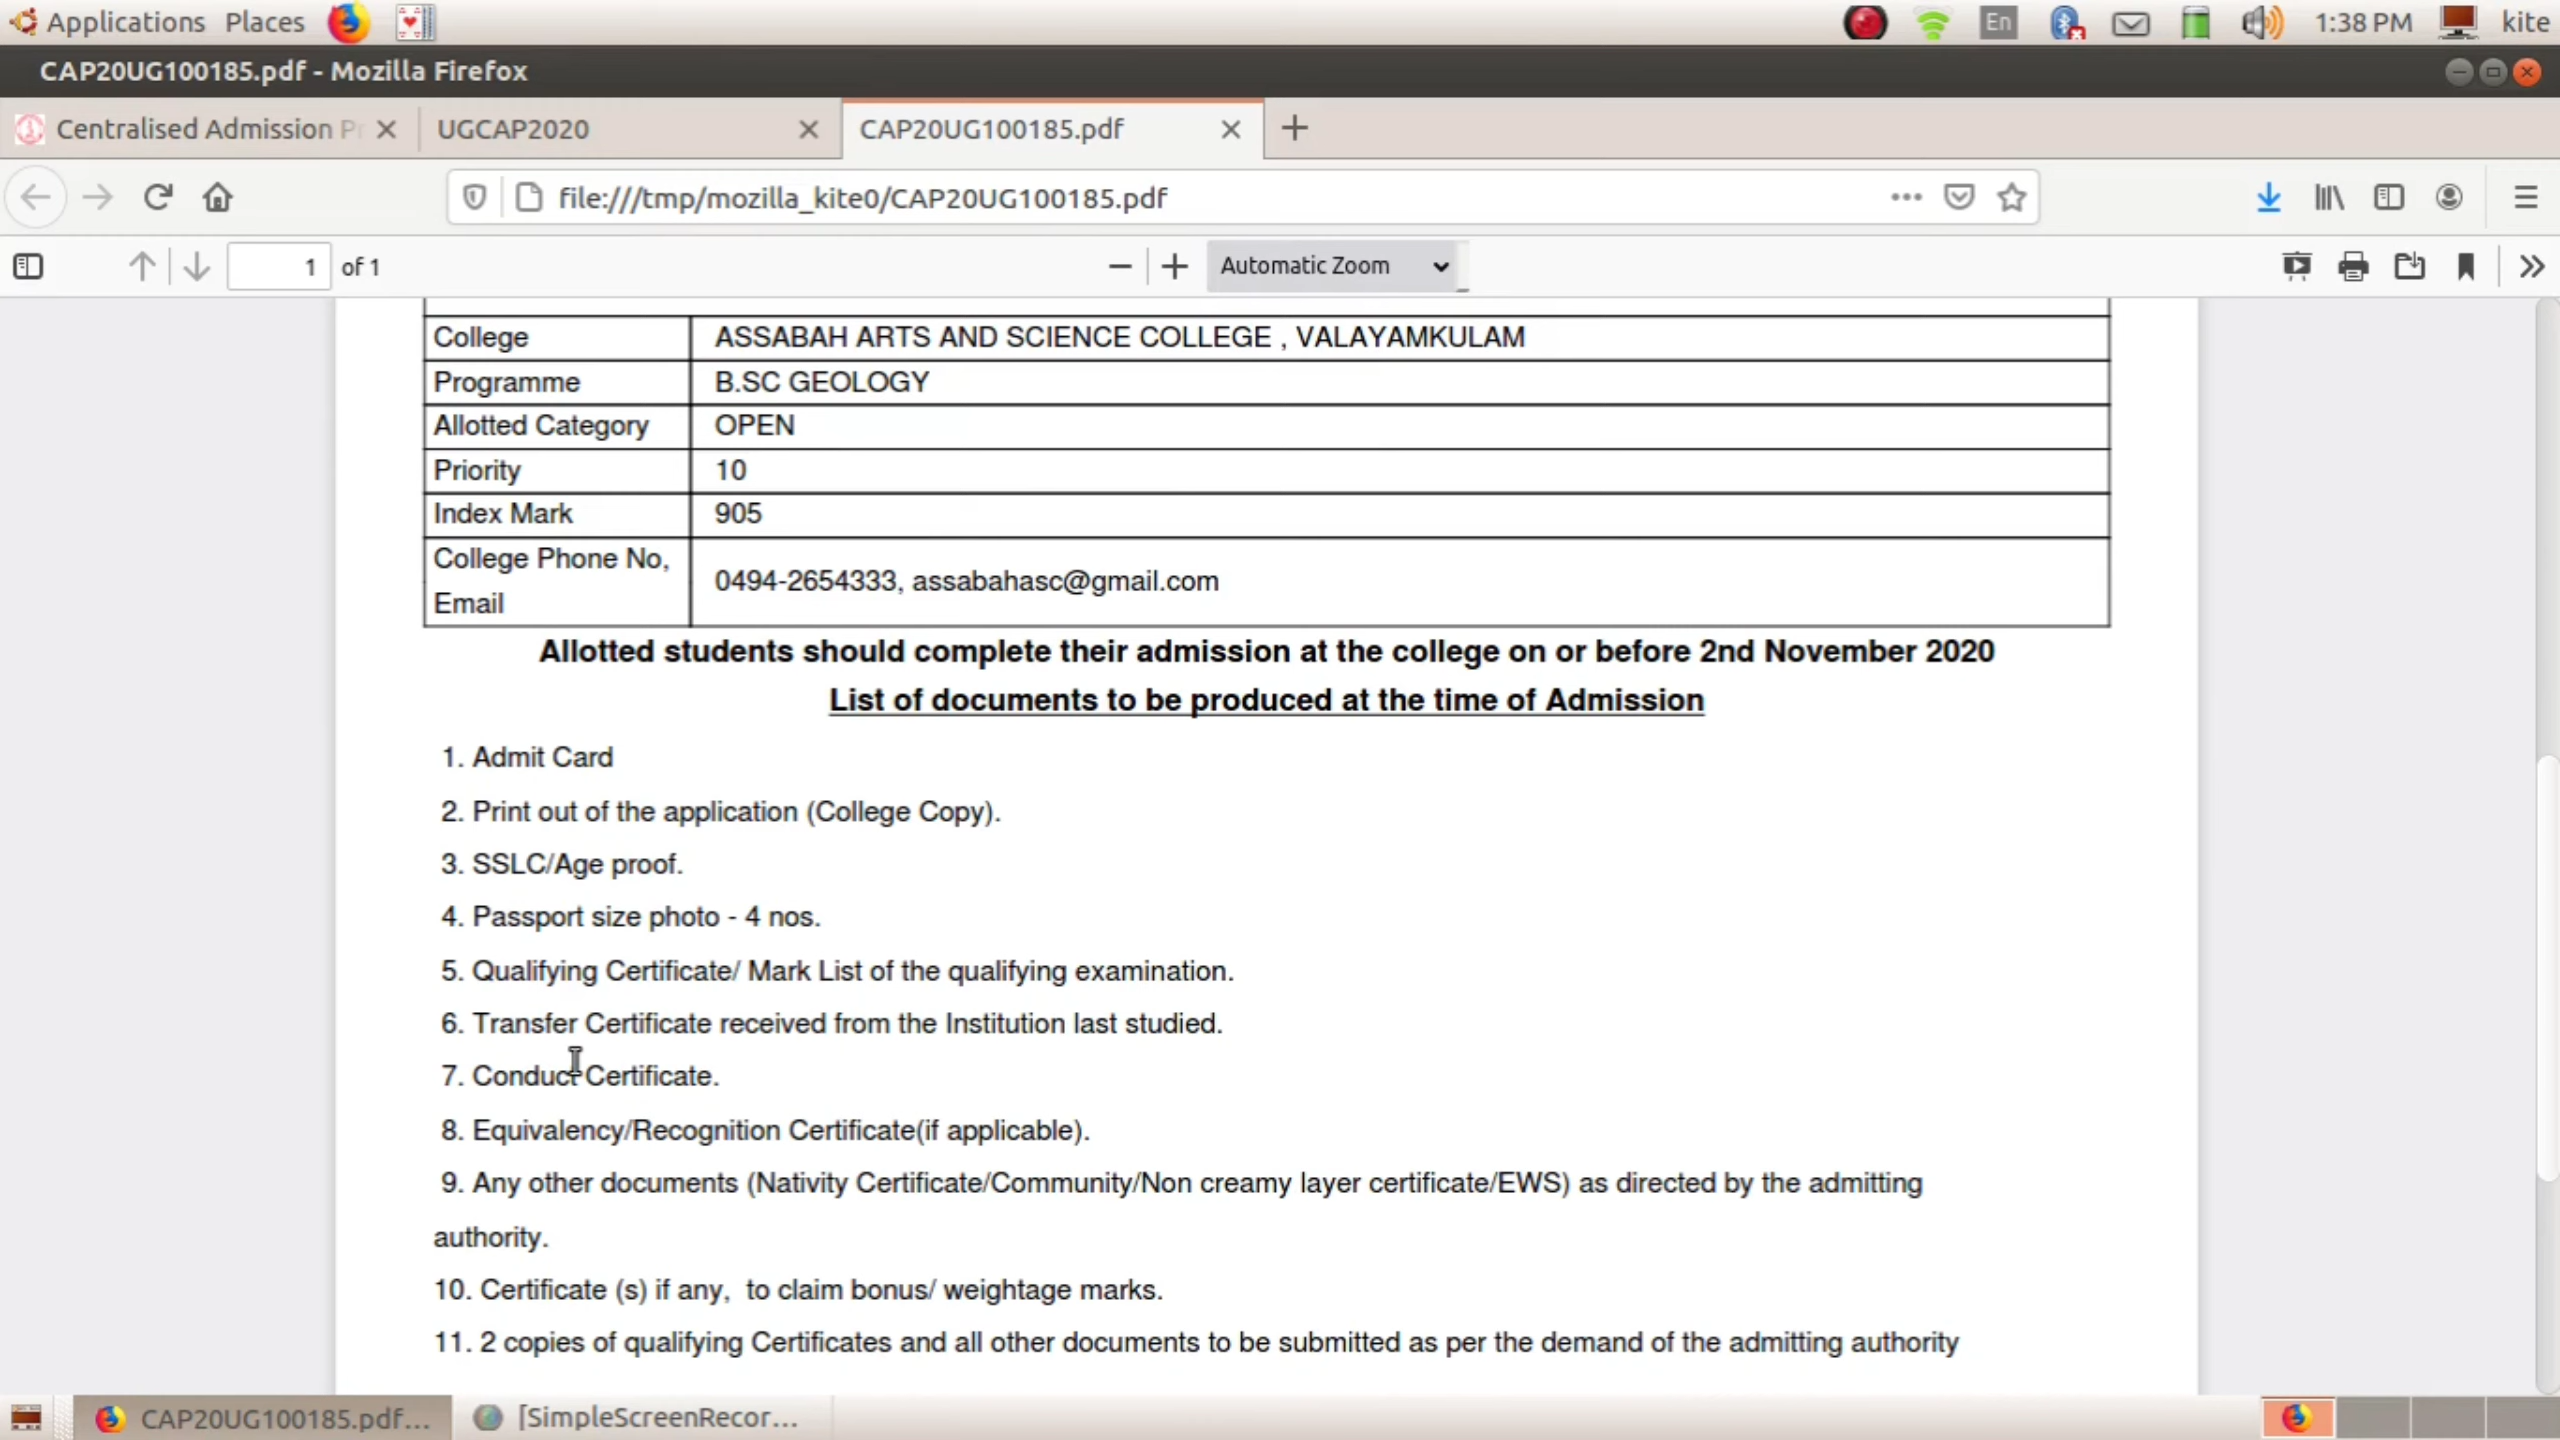 Applications Places En 1:38 PM kite
CAP20UG100185.pdf - Mozilla Firefox
Centralised Admission Pr UGCAP2020 CAP20UG100185.pdf
file:///tmp/mozilla_kite0/CAP20UG100185.pdf
1 of 1 Automatic Zoom
College ASSABAH ARTS AND SCIENCE COLLEGE , VALAYAMKULAM
Programme B.SC GEOLOGY
Allotted Category OPEN
Priority 10
Index Mark 905
College Phone No,
Email 0494-2654333, assabahasc@gmail.com
Allotted students should complete their admission at the college on or before 2nd November 2020
List of documents to be produced at the time of Admission
1. Admit Card
2. Print out of the application (College Copy).
3. SSLC/Age proof.
4. Passport size photo - 4 nos.
5. Qualifying Certificate/ Mark List of the qualifying examination.
6. Transfer Certificate received from the Institution last studied.
7. Conduct Certificate.
8. Equivalency/Recognition Certificate(if applicable).
9. Any other documents (Nativity Certificate/Community/Non creamy layer certificate/EWS) as directed by the admitting
authority.
10. Certificate (s) if any,  to claim bonus/ weightage marks.
11. 2 copies of qualifying Certificates and all other documents to be submitted as per the demand of the admitting authority
CAP20UG100185.pdf... [SimpleScreenRecor...